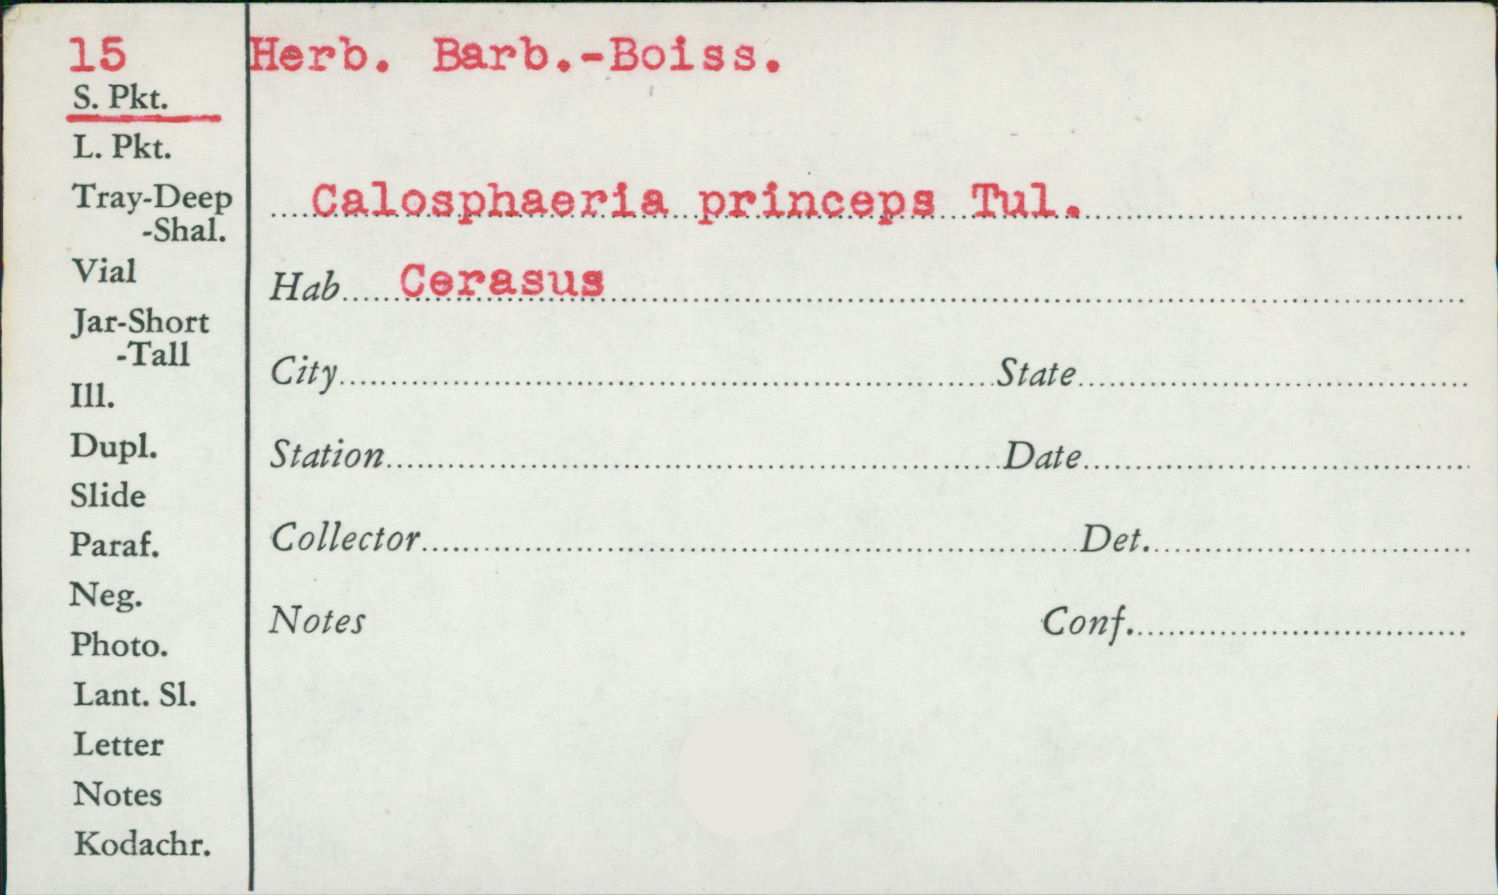 15
S. Pkt.
L. Pkt.
Tray-Deep
-Shal.
Vial
Jar-Short
-Tall
Ill.
Dupl.
Slide
Paraf.
Neg.
Photo.
Lant. Sl.
Letter
Notes
Kodachr.
Herb. Barb.-Boiss.
Calosphaeria princeps Tul.
Hab. Cerasus
City State
Station Date
Collector Det.
Notes Conf.